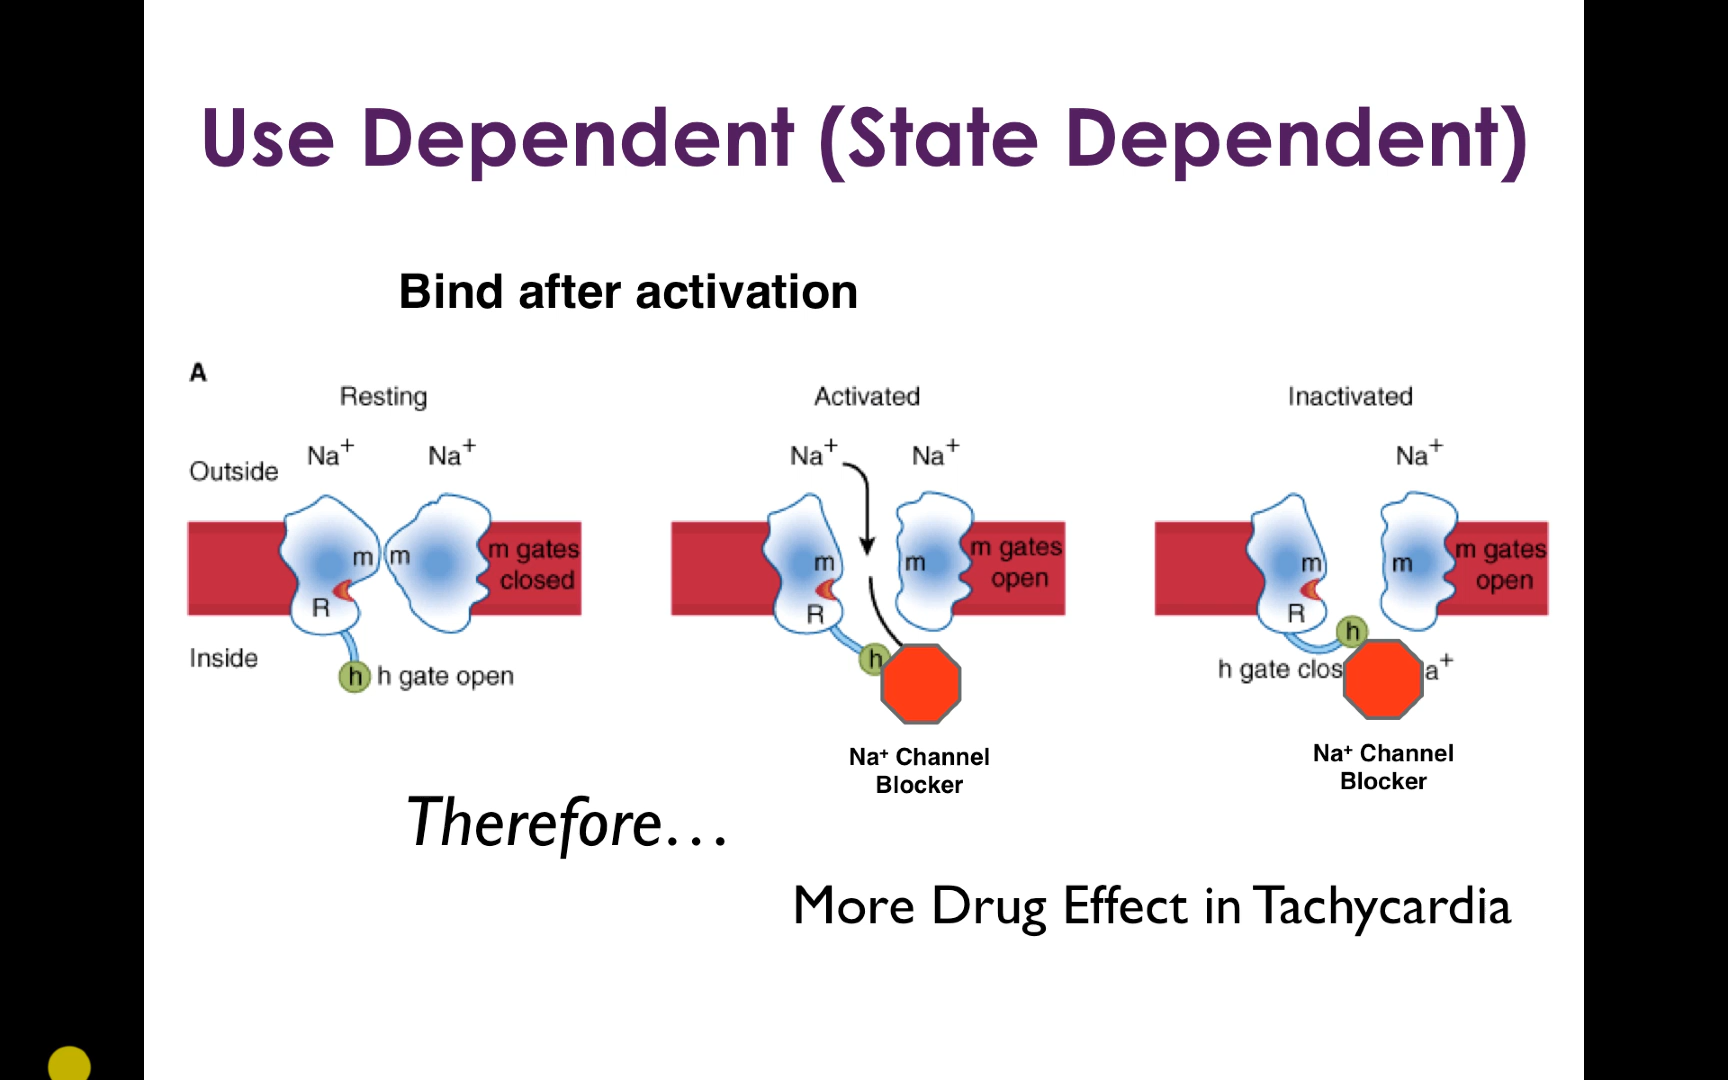 Use Dependent (State Dependent)
Bind after activation
A
Resting
Activated
Inactivated
Na+ Na+
Na+ Na+
Na+
Outside
m m
m gates
closed
R
Inside
h h gate open
m m
m gates
open
R
h
m m
m gates
open
R
h
h gate clos
a+
Na+ Channel
Blocker
Na+ Channel
Blocker
Therefore...
More Drug Effect in Tachycardia